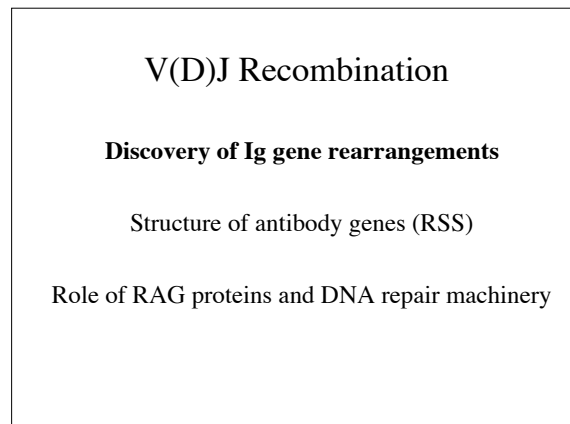 V(D)J Recombination
Discovery of Ig gene rearrangements
Structure of antibody genes (RSS)
Role of RAG proteins and DNA repair machinery